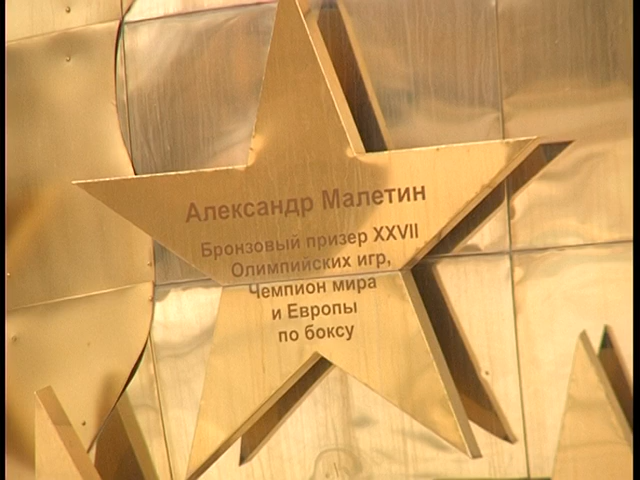 Александр Малетин
Бронзовый призер XXVII
Олимпийских игр,
Чемпион мира
и Европы
по боксу